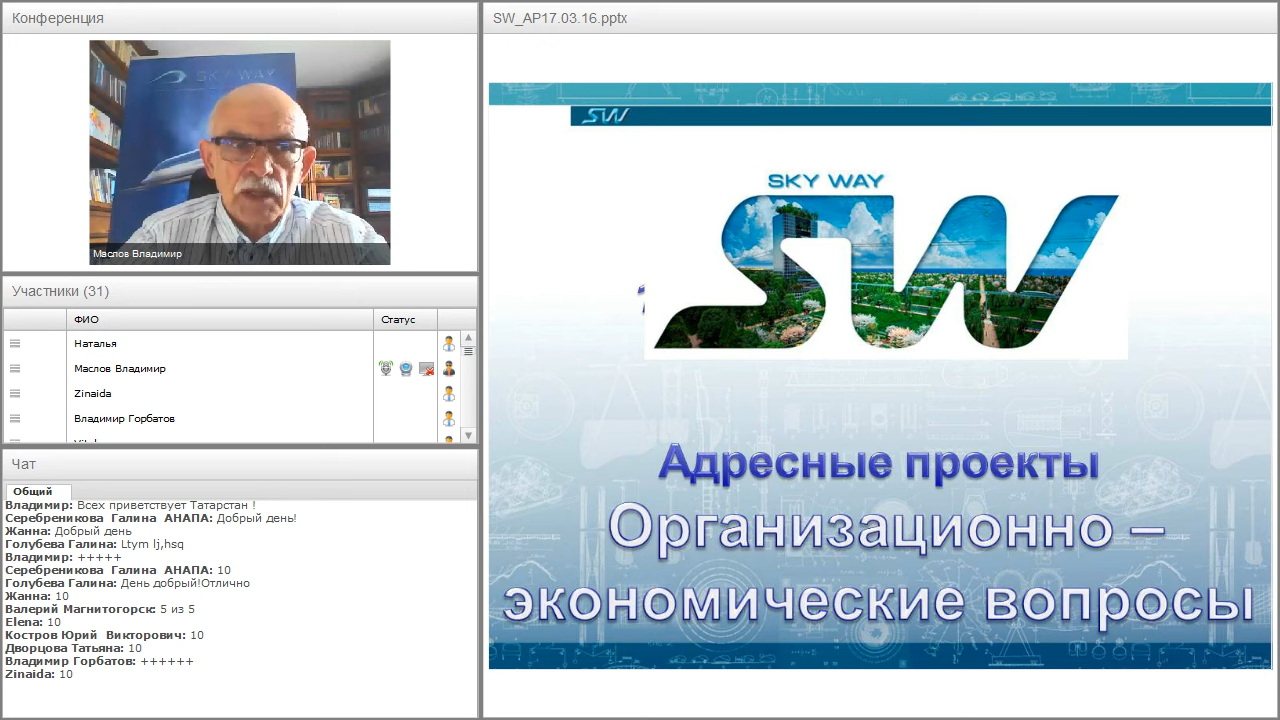 Конференция
SKY WAY
Маслов Владимир
Участники (31)
ФИО
Статус
Наталья
Маслов Владимир
Zinaida
Владимир Горбатов
Чат
Общий
Владимир: Всех приветствует Татарстан !
Серебреникова Галина АНАПА: Добрый день!
Жанна: Добрый день
Голубева Галина: Ltym lj,hsq
Владимир: +++++
Серебреникова Галина АНАПА: 10
Голубева Галина: День добрый!Отлично
Жанна: 10
Валерий Магнитогорск: 5 из 5
Elena: 10
Костров Юрий Викторович: 10
Дворцова Татьяна: 10
Владимир Горбатов: ++++++
Zinaida: 10
SW_AP17.03.16.pptx
SW
SKY WAY
SW
Адресные проекты
Организационно –
экономические вопросы